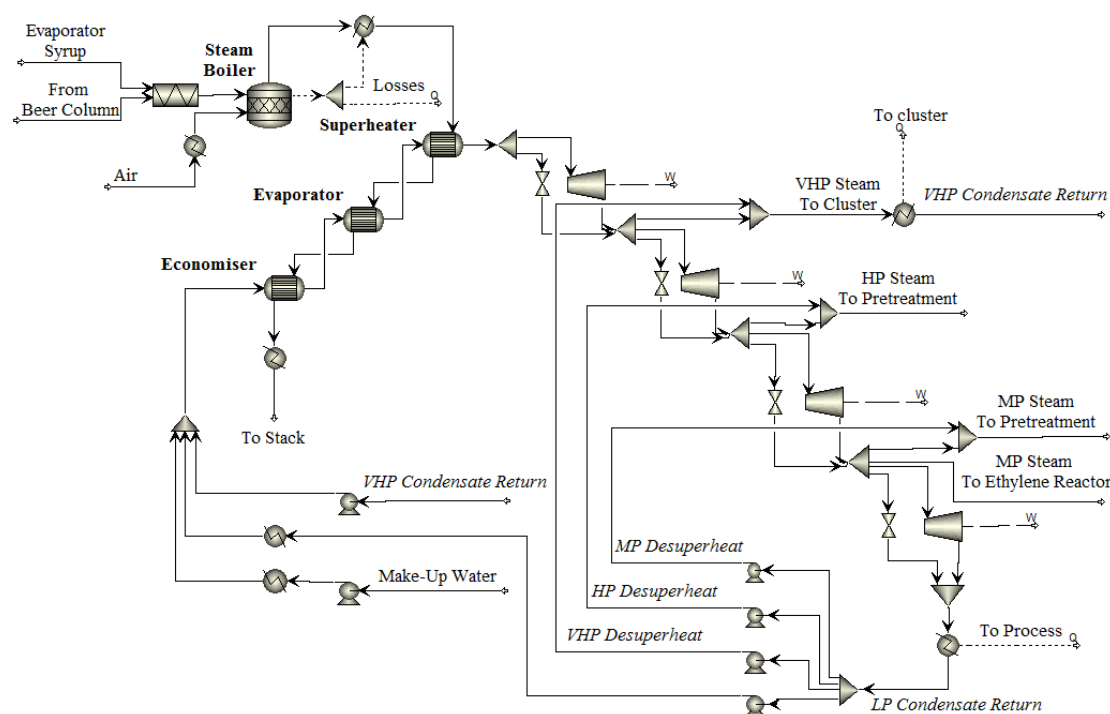 Evaporator
Syrup
Steam
Boiler
From
Beer Column
Losses
Q
Superheater
Air
To cluster
Q
Evaporator
W
VHP Steam
To Cluster
VHP Condensate Return
Economiser
W
HP Steam
To Pretreatment
W
MP Steam
To Pretreatment
To Stack
MP Steam
To Ethylene Reactor
VHP Condensate Return
W
MP Desuperheat
Make-Up Water
HP Desuperheat
VHP Desuperheat
To Process
Q
LP Condensate Return